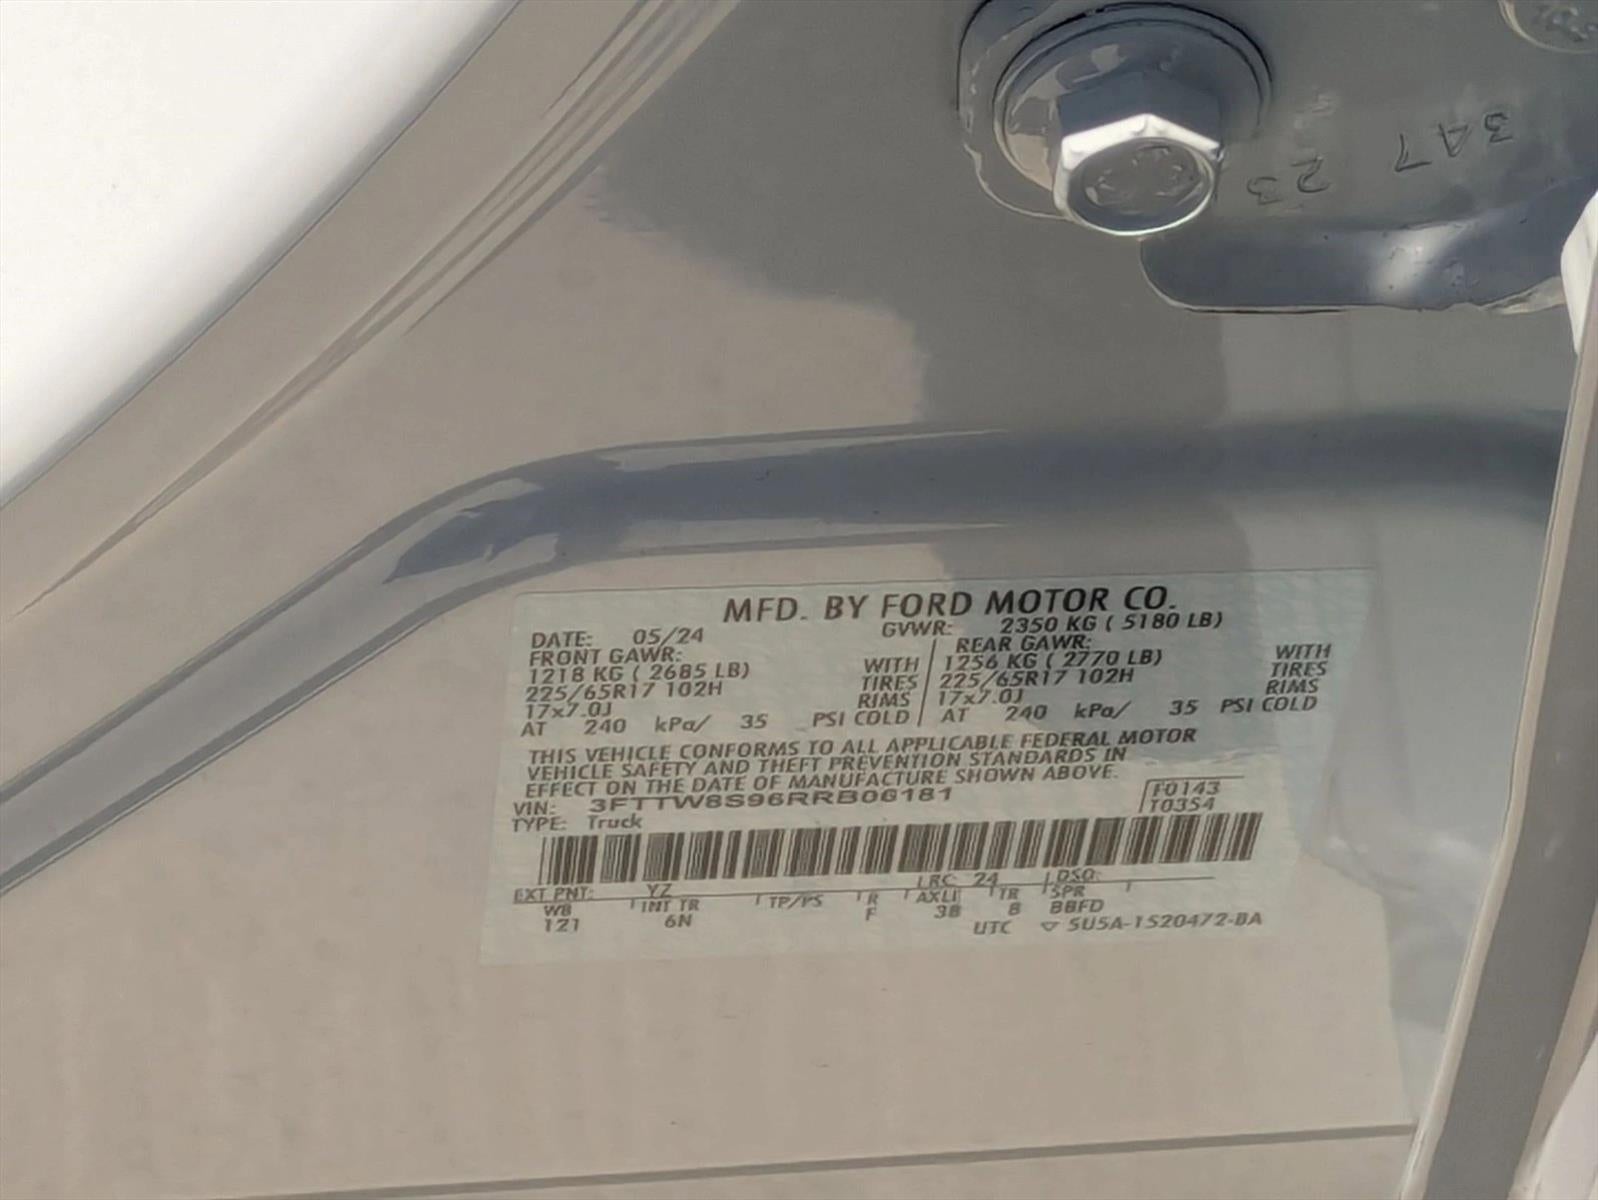 3A7
23
MFD. BY FORD MOTOR CO.
DATE: 05/24 GVWR: 2350 KG ( 5180 LB)
FRONT GAWR: REAR GAWR:
1218 KG ( 2685 LB) WITH 1256 KG ( 2770 LB) WITH
225/65R17 102H TIRES 225/65R17 102H TIRES
17x7.0J RIMS 17x7.0J RIMS
AT 240 kPa/ 35 PSI COLD AT 240 kPa/ 35 PSI COLD
THIS VEHICLE CONFORMS TO ALL APPLICABLE FEDERAL MOTOR
VEHICLE SAFETY AND THEFT PREVENTION STANDARDS IN
EFFECT ON THE DATE OF MANUFACTURE SHOWN ABOVE.
VIN: 3FTTW8S96RRB06181 F0143
TYPE: Truck T0354
EXT PNT: YZ LRC: 24 DSO:
WB INT TR TP/PS R AXLE TR SPR
121 6N F 3B 8 BBFD
UTC ▽ 5U5A-1520472-BA